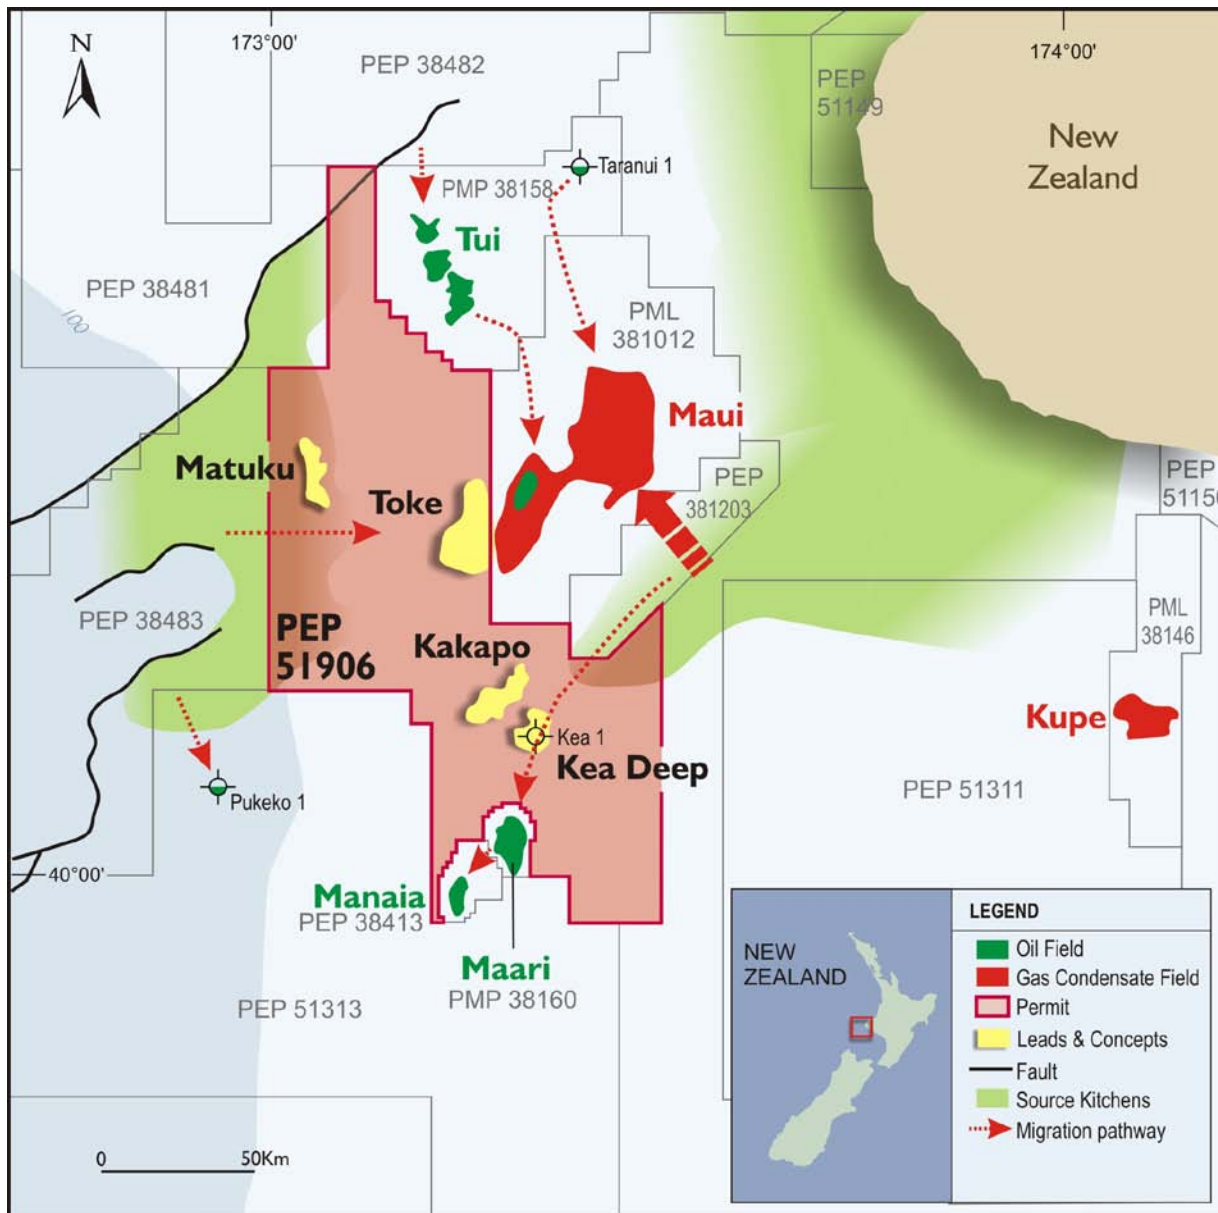 N
173°00'
174°00'
PEP 38482
PEP
51149
New
Zealand
Taranui 1
PMP 38158
Tui
PEP 38481
100
PML
381012
Maui
Matuku
Toke
PEP
381203
PEP
5115
PEP 38483
PEP
51906
Kakapo
PML
38146
Kupe
Kea 1
Kea Deep
Pukeko 1
PEP 51311
40°00'
Manaia
PEP 38413
Maari
PMP 38160
PEP 51313
0
50Km
NEW
ZEALAND
LEGEND
Oil Field
Gas Condensate Field
Permit
Leads & Concepts
Fault
Source Kitchens
Migration pathway